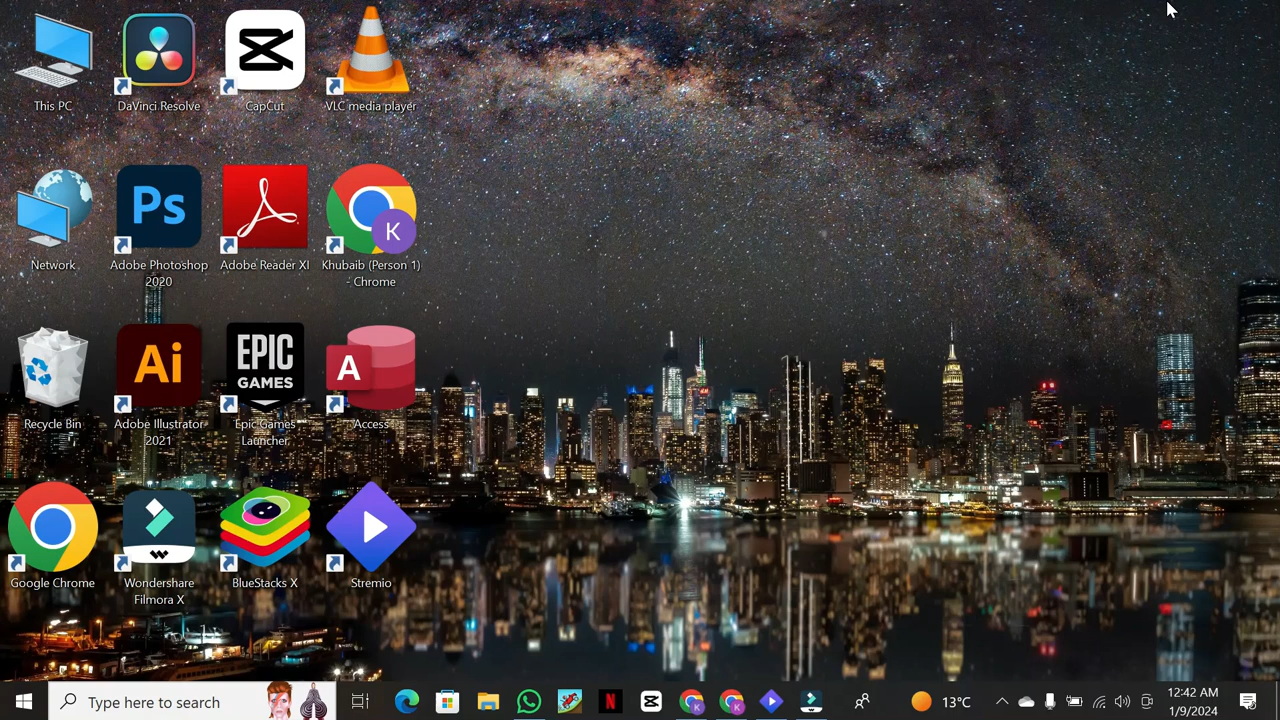 This PC
DaVinci Resolve
CapCut
VLC media player
Ps
K
Network
Adobe Photoshop
2020
Adobe Reader XI
Khubaib (Person 1)
- Chrome
Ai
EPIC
GAMES
A
Recycle Bin
Adobe Illustrator
2021
Epic Games
Launcher
Access
Google Chrome
Wondershare
Filmora X
BlueStacks X
Stremio
Type here to search
N
K
K
13°C
12:42 AM
1/9/2024